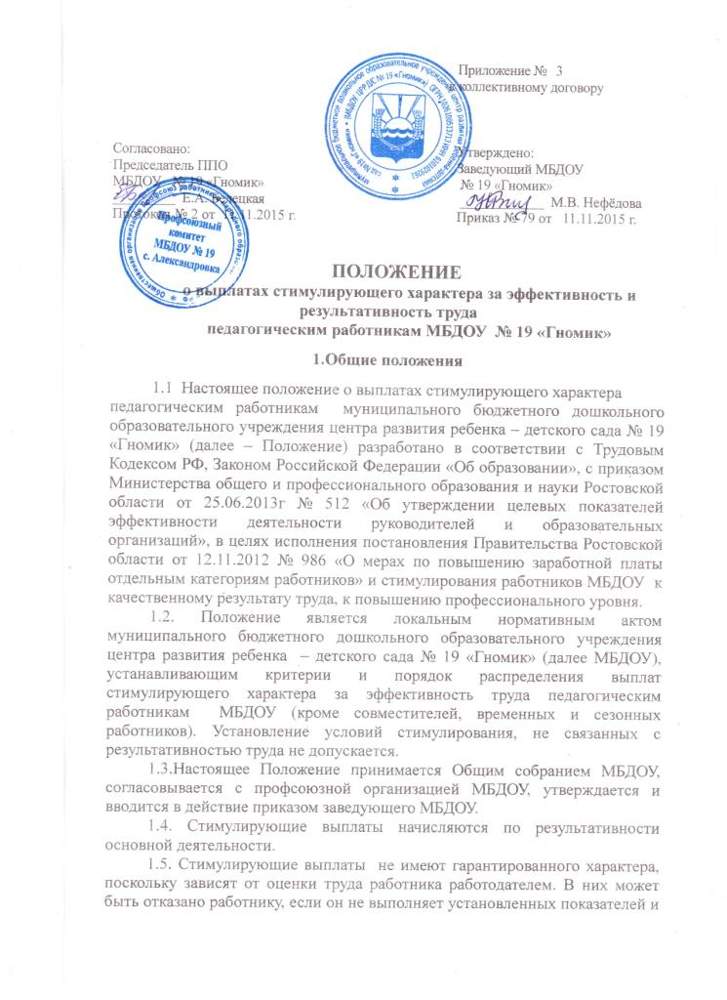 Приложение № 3
коллективному договору
Согласовано:
Председатель ППО
МБДОУ № 19 «Гномик»
Е.А. Белецкая
Протокол № 2 от 11.11.2015 г.
Утверждено:
Заведующий МБДОУ
№ 19 «Гномик»
М.В. Нефёдова
Приказ № 79 от 11.11.2015 г.
Профсоюзный
комитет
МБДОУ № 19
с. Александровка
ПОЛОЖЕНИЕ
о выплатах стимулирующего характера за эффективность и
результативность труда
педагогическим работникам МБДОУ № 19 «Гномик»
1.Общие положения
1.1 Настоящее положение о выплатах стимулирующего характера
педагогическим работникам муниципального бюджетного дошкольного
образовательного учреждения центра развития ребенка – детского сада № 19
«Гномик» (далее – Положение) разработано в соответствии с Трудовым
Кодексом РФ, Законом Российской Федерации «Об образовании», с приказом
Министерства общего и профессионального образования и науки Ростовской
области от 25.06.2013г № 512 «Об утверждении целевых показателей
эффективности деятельности руководителей и образовательных
организаций», в целях исполнения постановления Правительства Ростовской
области от 12.11.2012 № 986 «О мерах по повышению заработной платы
отдельным категориям работников» и стимулирования работников МБДОУ к
качественному результату труда, к повышению профессионального уровня.
1.2. Положение является локальным нормативным актом
муниципального бюджетного дошкольного образовательного учреждения
центра развития ребенка – детского сада № 19 «Гномик» (далее МБДОУ),
устанавливающим критерии и порядок распределения выплат
стимулирующего характера за эффективность труда педагогическим
работникам МБДОУ (кроме совместителей, временных и сезонных
работников). Установление условий стимулирования, не связанных с
результативностью труда не допускается.
1.3.Настоящее Положение принимается Общим собранием МБДОУ,
согласовывается с профсоюзной организацией МБДОУ, утверждается и
вводится в действие приказом заведующего МБДОУ.
1.4. Стимулирующие выплаты начисляются по результативности
основной деятельности.
1.5. Стимулирующие выплаты не имеют гарантированного характера,
поскольку зависят от оценки труда работника работодателем. В них может
быть отказано работнику, если он не выполняет установленных показателей и